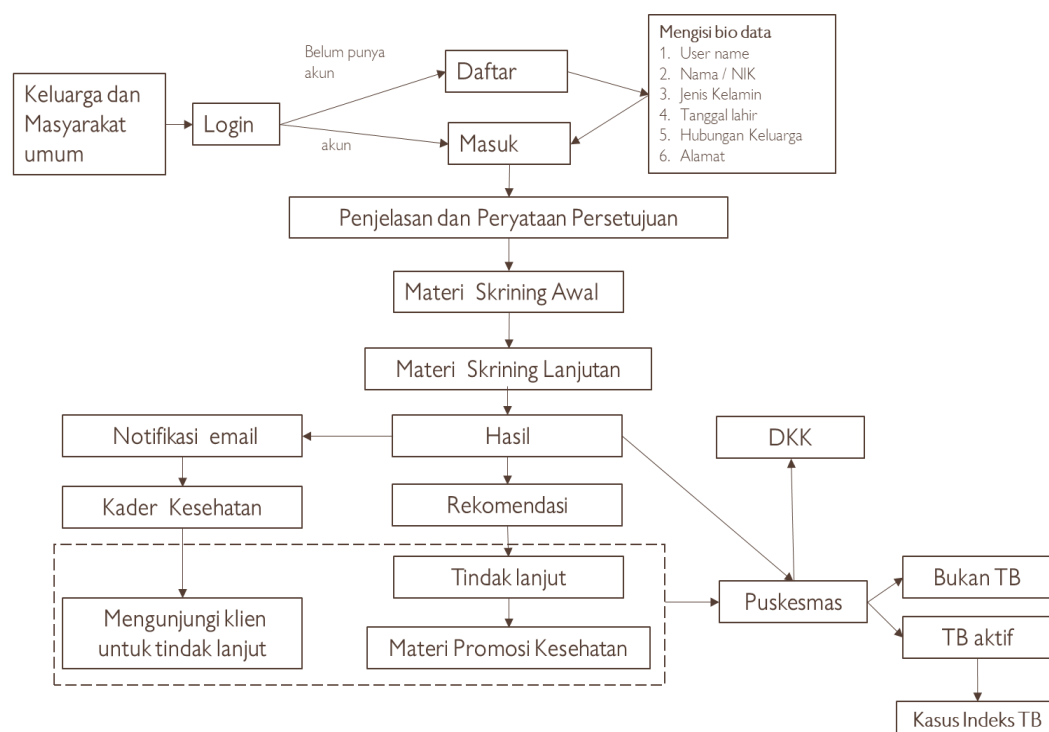 Keluarga dan
Masyarakat
umum
Login
Belum punya
akun
akun
Daftar
Masuk
Mengisi bio data
1. User name
2. Nama / NIK
3. Jenis Kelamin
4. Tanggal lahir
5. Hubungan Keluarga
6. Alamat
Penjelasan dan Peryataan Persetujuan
Materi Skrining Awal
Materi Skrining Lanjutan
Notifikasi email
Hasil
DKK
Kader Kesehatan
Rekomendasi
Tindak lanjut
Mengunjungi klien
untuk tindak lanjut
Materi Promosi Kesehatan
Puskesmas
Bukan TB
TB aktif
Kasus Indeks TB